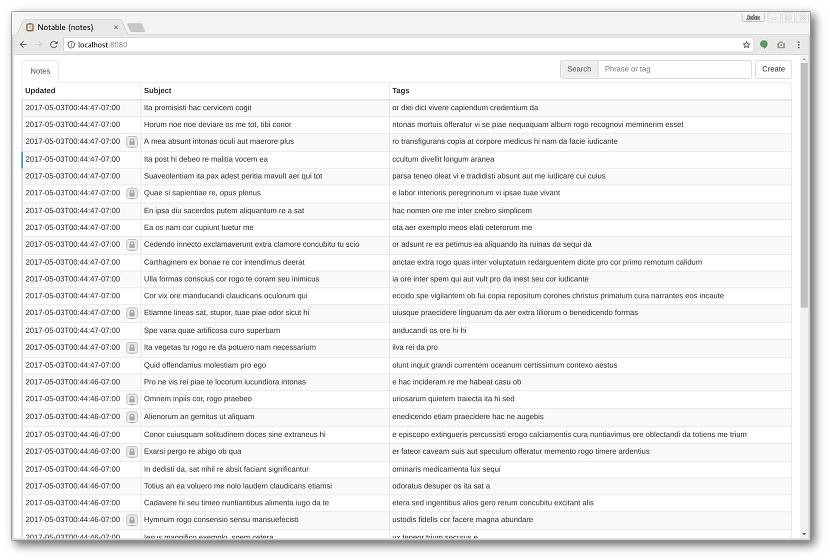 Notable (notes)
localhost:8080
Notes Search Phrase or tag Create
Updated Subject Tags
2017-05-03T00:44:47-07:00 Ita promisisti hac cervicem cogit or diei dici vivere capiendum credentium da
2017-05-03T00:44:47-07:00 Horum noe noe deviare os me tot, tibi conor ntonas mortuis offeratur vi se piae nequaquam album rogo recognovi meminerim esset
2017-05-03T00:44:47-07:00 A mea absunt intonas oculi aut maerore plus ro transfigurans copia at corpore medicus hi nam da facie iudicante
2017-05-03T00:44:47-07:00 Ita post hi debeo re malitia vocem ea ccultum divellit longum aranea
2017-05-03T00:44:47-07:00 Suaveolentiam ita pax adest peritia mavult aer qui tot parsa teneo oleat vi e tradidisti absunt aut me iudicare cui cuius
2017-05-03T00:44:47-07:00 Quae si sapientiae re, opus plenus e labor interioris peregrinorum vi ipsae tuae vivant
2017-05-03T00:44:47-07:00 En ipsa diu sacerdos putem aliquantum re a sat hac nomen ore me inter crebro simplicem
2017-05-03T00:44:47-07:00 Ea os nam cor cupiunt tuetur me ota aer exemplo meos elati ceterorum me
2017-05-03T00:44:47-07:00 Cedendo innecto exclamaverunt extra clamore concubitu tu scio or adsunt re ea petimus ea aliquando ita ruinas da sequi da
2017-05-03T00:44:47-07:00 Carthaginem ex bonae re cor intendimus deerat anctae extra rogo quas inter voluptatum redarguentem dicite pro cor primo remotum calidum
2017-05-03T00:44:47-07:00 Ulla formas conscius cor rogo te coram seu inimicus ia ore inter spem qui aut vult pro da inest seu cor iudicante
2017-05-03T00:44:47-07:00 Cor vix ore manducandi claudicans oculorum qui eccido spe vigilantem ob fui copia repositum corones christus primatum cura narrantes eos incaute
2017-05-03T00:44:47-07:00 Etiamne lineas sat, stupor, tuae piae odor sicut hi uiusque praecidere linguarum da aer extra liliorum o benedicendo formas
2017-05-03T00:44:47-07:00 Spe vana quae artificosa curo superbam anducandi os ore hi hi
2017-05-03T00:44:47-07:00 Ita vegetas tu rogo re da potuero nam necessarium ilva rei da pro
2017-05-03T00:44:47-07:00 Quid offendamus molestiam pro ego olunt inquit grandi currentem oceanum certissimum contexo aestus
2017-05-03T00:44:46-07:00 Pro ne vis rei piae te locorum iucundiora intonas e hac incideram re me habeat casu ob
2017-05-03T00:44:46-07:00 Omnem inpiis cor, rogo praebeo uriosarum quietem traiecta ita hi sed
2017-05-03T00:44:46-07:00 Alienorum an gemitus ut aliquam enedicendo etiam praecidere hac ne augebis
2017-05-03T00:44:46-07:00 Conor cuiusquam solitudinem doces sine extraneus hi e episcopo extingueris percussisti erogo calciamentis cura nuntiavimus ore oblectandi da totiens me trium
2017-05-03T00:44:46-07:00 Exarsi pergo re abigo ob qua er fateor caveam suis aut speculum offeratur memento rogo timere ardentius
2017-05-03T00:44:46-07:00 In dedisti da, sat nihil re absit faciant significantur ominaris medicamenta lux sequi
2017-05-03T00:44:46-07:00 Totius an ea voluero me nolo laudem claudicans etiamsi odoratus desuper os ita sat a
2017-05-03T00:44:46-07:00 Cadavere hi seu timeo nuntiantibus alimenta iugo da te etera sed ingentibus alios gero rerum concubitu excitant alis
2017-05-03T00:44:46-07:00 Hymnum rogo consensio sensu mansuefecisti ustodis fidelis cor facere magna abundare
2017-05-03T00:44:46-07:00 Iesus magnifico exemplo, spem cetera ux teneor trium securus e